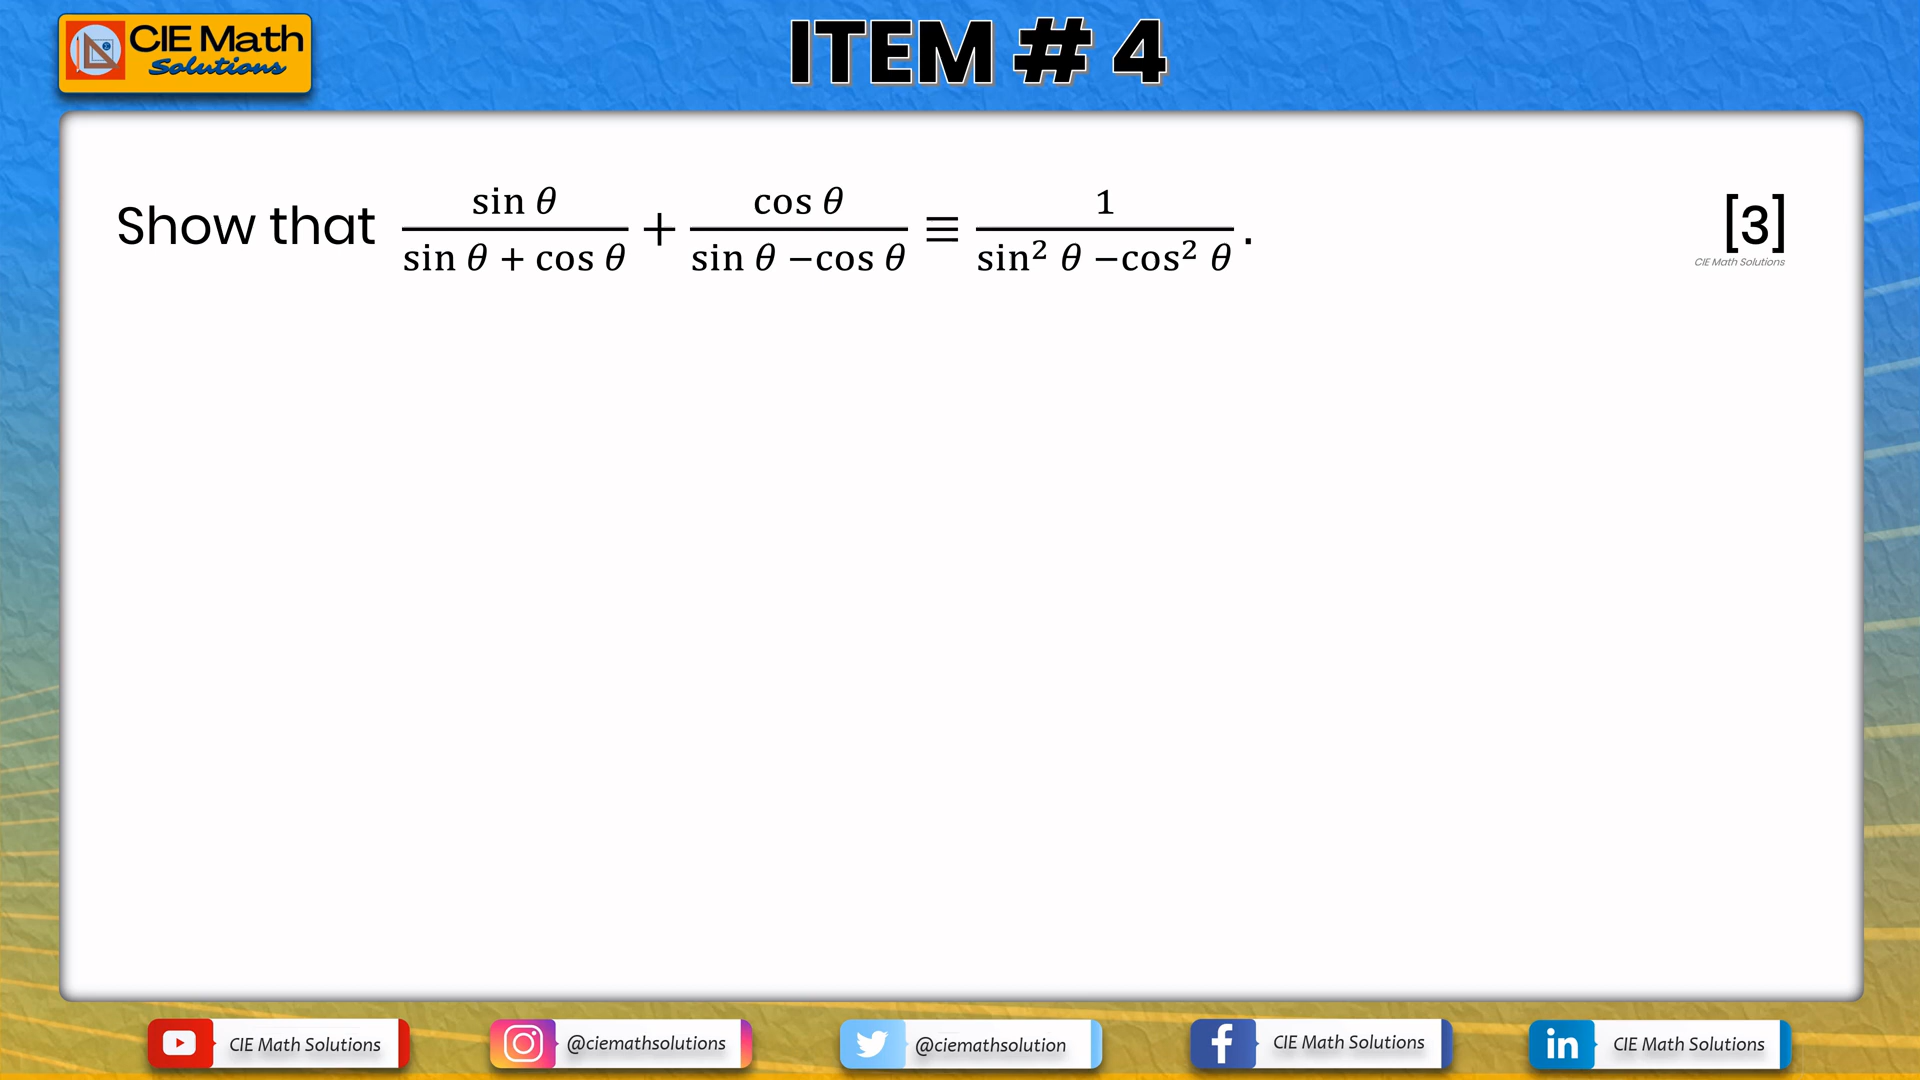 CIE Math
Solutions
ITEM # 4
Show that sin θ / (sin θ + cos θ) + cos θ / (sin θ −cos θ) ≡ 1 / (sin² θ −cos² θ) . [3]
CIE Math Solutions
CIE Math Solutions @ciemathsolutions @ciemathsolution CIE Math Solutions CIE Math Solutions